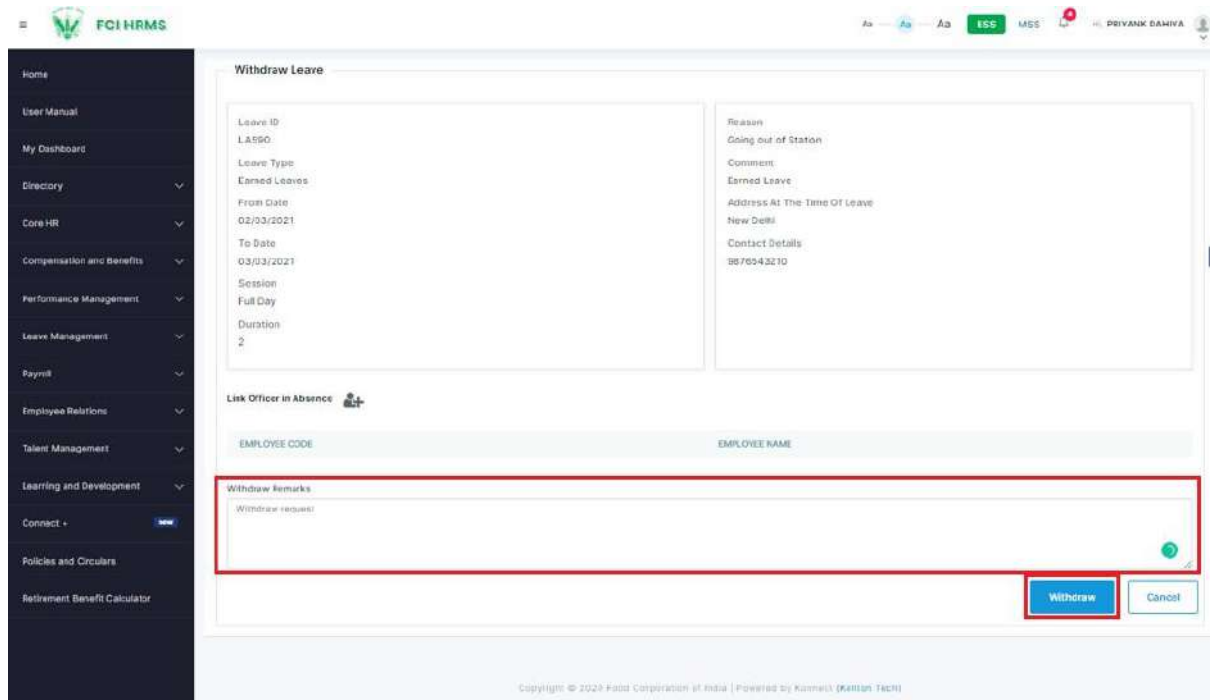 FCI HRMS
Aa Aa Aa ESS MSS 4 Hi, PRIYANK DAHIYA
Home
User Manual
My Dashboard
Directory
Core HR
Compensation and Benefits
Performance Management
Leave Management
Payroll
Employee Relations
Talent Management
Learning and Development
Connect + NEW
Policies and Circulars
Retirement Benefit Calculator
Withdraw Leave
Leave ID
LA590
Leave Type
Earned Leaves
From Date
02/03/2021
To Date
03/03/2021
Session
Full Day
Duration
2
Reason
Going out of Station
Comment
Earned Leave
Address At The Time Of Leave
New Delhi
Contact Details
9876543210
Link Officer in Absence
EMPLOYEE CODE EMPLOYEE NAME
Withdraw Remarks
Withdraw request
Withdraw Cancel
Copyright © 2023 Food Corporation of India | Powered by Konnect (Kenton Tech)